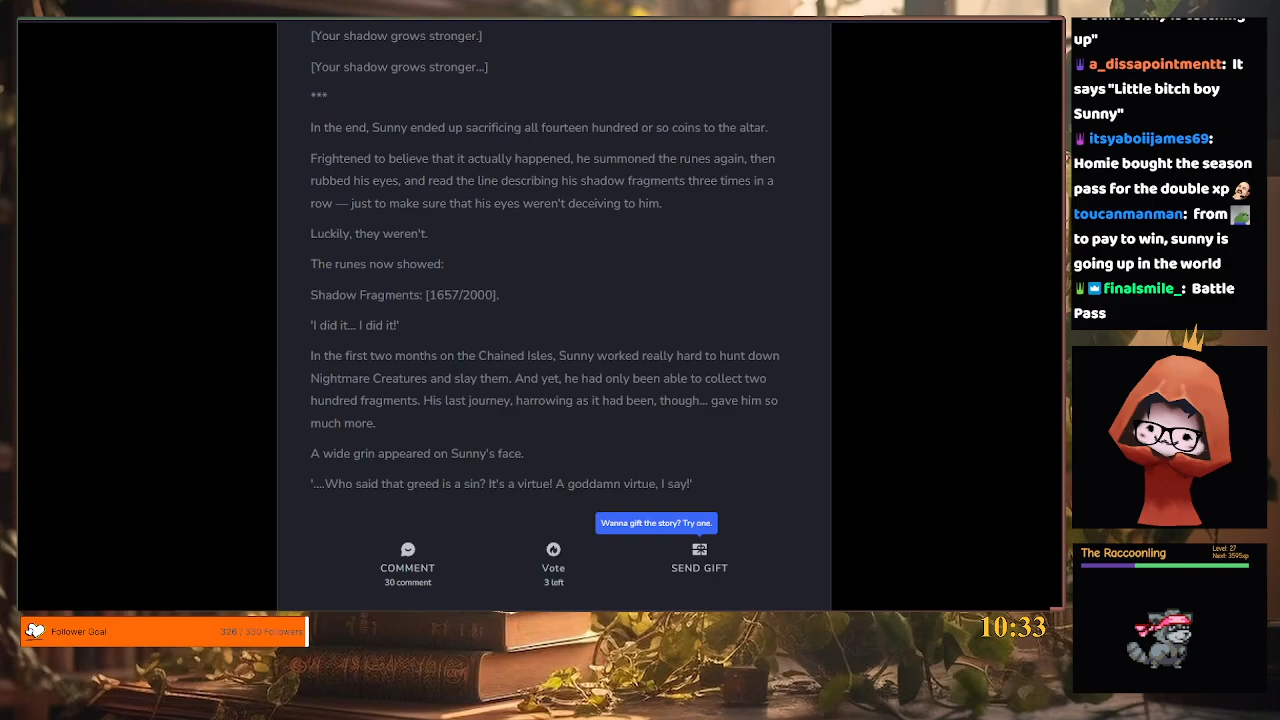 [Your shadow grows stronger.]
[Your shadow grows stronger...]
***
In the end, Sunny ended up sacrificing all fourteen hundred or so coins to the altar.
Frightened to believe that it actually happened, he summoned the runes again, then
rubbed his eyes, and read the line describing his shadow fragments three times in a
row — just to make sure that his eyes weren't deceiving to him.
Luckily, they weren't.
The runes now showed:
Shadow Fragments: [1657/2000].
'I did it... I did it!'
In the first two months on the Chained Isles, Sunny worked really hard to hunt down
Nightmare Creatures and slay them. And yet, he had only been able to collect two
hundred fragments. His last journey, harrowing as it had been, though... gave him so
much more.
A wide grin appeared on Sunny's face.
'....Who said that greed is a sin? It's a virtue! A goddamn virtue, I say!'
Wanna gift the story? Try one.
COMMENT
30 comment
Vote
3 left
SEND GIFT
up"
a_dissapointmentt: It
says "Little bitch boy
Sunny"
itsyaboiijames69:
Homie bought the season
pass for the double xp
toucanmanman: from
to pay to win, sunny is
going up in the world
finalsmile_: Battle
Pass
The Raccoonling
Level: 27
Next: 3595xp
Follower Goal
326 / 330 Followers
10:33